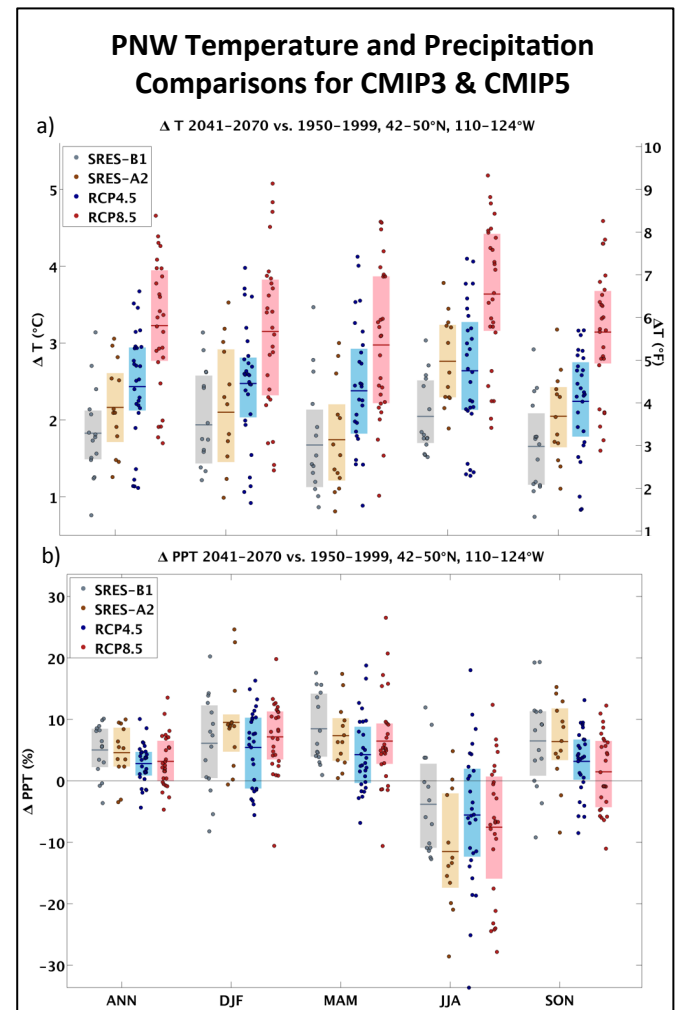 PNW Temperature and Precipitation
Comparisons for CMIP3 & CMIP5
a)
Δ T 2041–2070 vs. 1950–1999, 42–50°N, 110–124°W
SRES–B1
SRES–A2
RCP4.5
RCP8.5
5
4
3
2
1
Δ T (°C)
10
9
8
7
6
5
4
3
2
1
ΔT (°F)
b)
Δ PPT 2041–2070 vs. 1950–1999, 42–50°N, 110–124°W
SRES–B1
SRES–A2
RCP4.5
RCP8.5
30
20
10
0
−10
−20
−30
Δ PPT (%)
ANN DJF MAM JJA SON